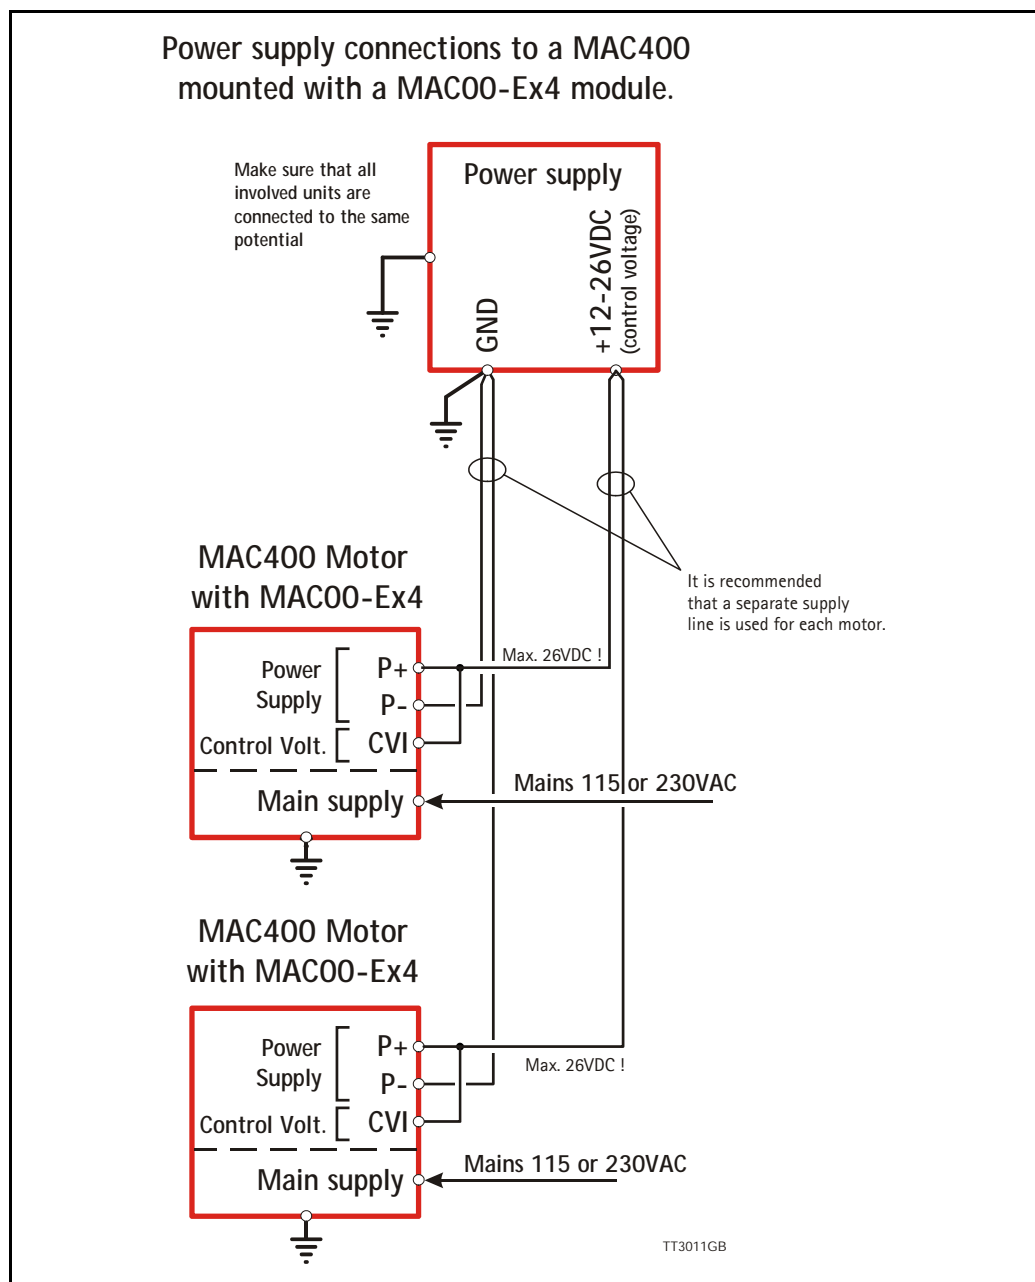 Power supply connections to a MAC400
mounted with a MAC00-Ex4 module.
Make sure that all
involved units are
connected to the same
potential
Power supply
GND
+12-26VDC
(control voltage)
It is recommended
that a separate supply
line is used for each motor.
MAC400 Motor
with MAC00-Ex4
Power
Supply
P+
P-
Control Volt.
CVI
Max. 26VDC !
Main supply
Mains 115 or 230VAC
MAC400 Motor
with MAC00-Ex4
Power
Supply
P+
P-
Control Volt.
CVI
Max. 26VDC !
Main supply
Mains 115 or 230VAC
TT3011GB